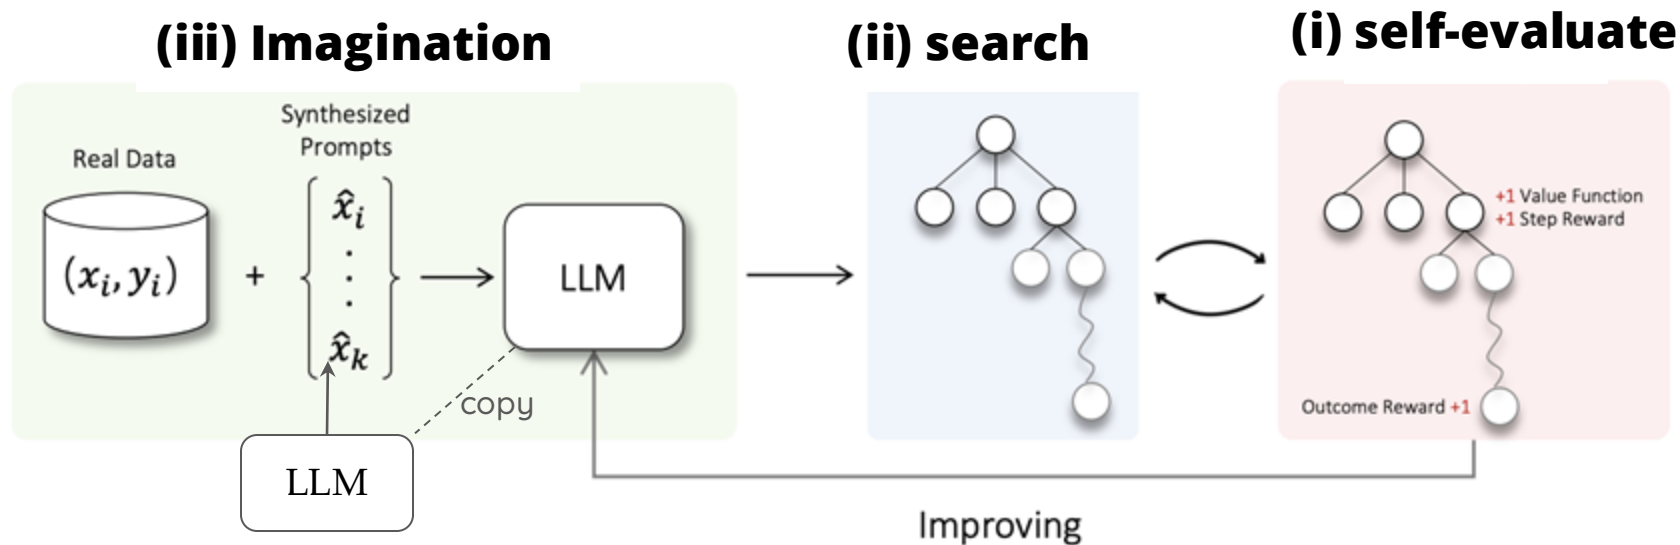 (iii) Imagination
(ii) search
(i) self-evaluate
Synthesized
Prompts
Real Data
(xᵢ, yᵢ)
+
x̂ᵢ
⋮
x̂ₖ
LLM
copy
LLM
+1 Value Function
+1 Step Reward
Outcome Reward +1
Improving